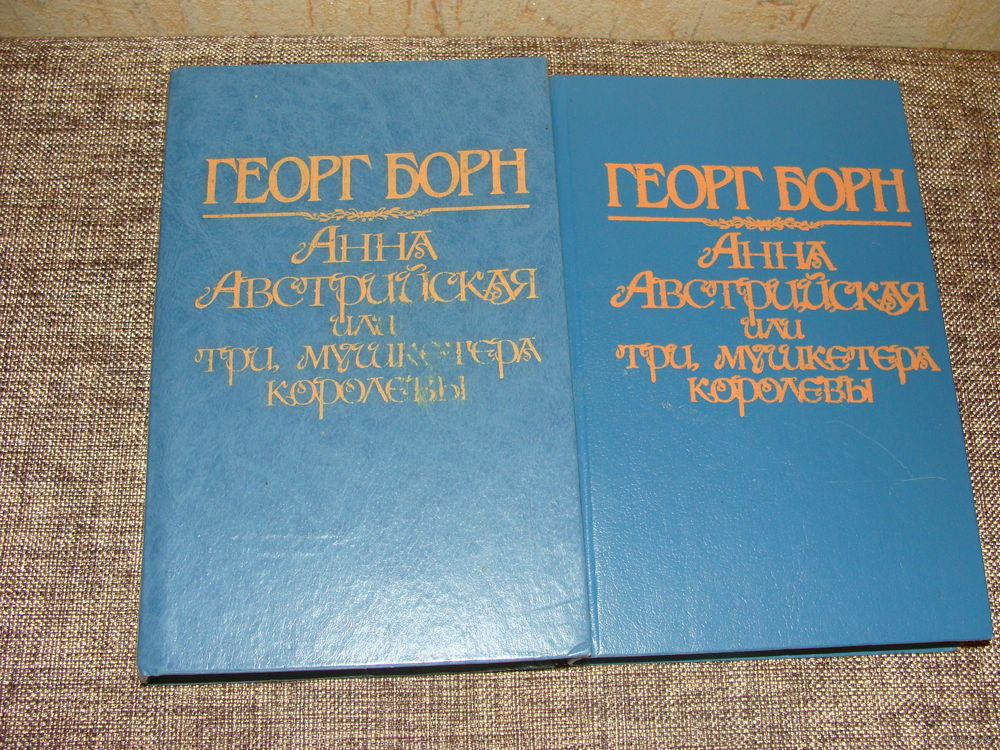 ГЕОРГ БОРН
АННА
АВСТРИЙСКАЯ
ИЛИ
ТРИ МУШКЕТЕРА
КОРОЛЕВЫ
ГЕОРГ БОРН
АННА
АВСТРИЙСКАЯ
ИЛИ
ТРИ МУШКЕТЕРА
КОРОЛЕВЫ